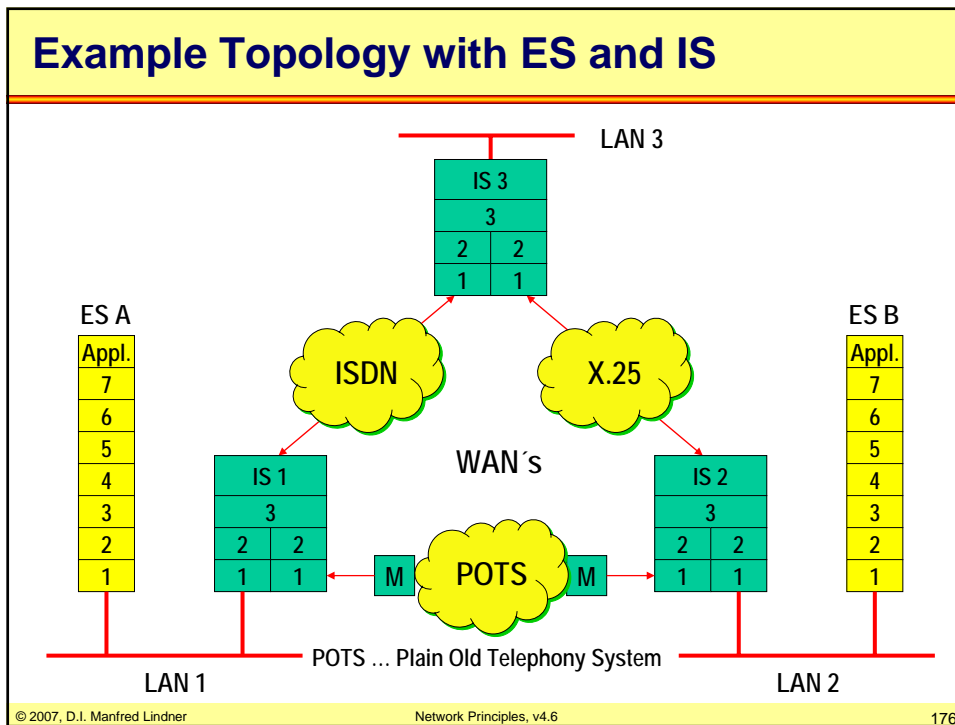 Example Topology with ES and IS
LAN 3
IS 3
3
2 2
1 1
ES A
Appl.
7
6
5
4
3
2
1
ISDN
X.25
ES B
Appl.
7
6
5
4
3
2
1
WAN´s
IS 1
3
2 2
1 1
IS 2
3
2 2
1 1
M POTS M
POTS ... Plain Old Telephony System
LAN 1
LAN 2
© 2007, D.I. Manfred Lindner Network Principles, v4.6 176